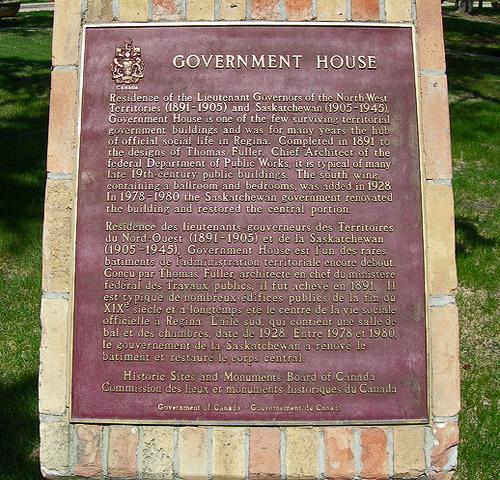 CANADA
GOVERNMENT HOUSE
Residence of the Lieutenant Governors of the North West
Territories (1891-1905) and Saskatchewan (1905-1945),
Government House is one of the few surviving territorial
government buildings and was for many years the hub
of official social life in Regina. Completed in 1891 to
the designs of Thomas Fuller, Chief Architect of the
federal Department of Public Works, it is typical of many
late 19th-century public buildings. The south wing,
containing a ballroom and bedrooms, was added in 1928.
In 1978-1980 the Saskatchewan government renovated
the building and restored the central portion.
Résidence des lieutenants-gouverneurs des Territoires
du Nord-Ouest (1891-1905) et de la Saskatchewan
(1905-1945), Government House est l'un des rares
bâtiments de l'administration territoriale encore debout.
Conçu par Thomas Fuller, architecte en chef du ministère
fédéral des Travaux publics, il fut achevé en 1891. Il
est typique de nombreux édifices publics de la fin du
XIXe siècle et a longtemps été le centre de la vie sociale
officielle à Regina. L'aile sud, qui contient une salle de
bal et des chambres, date de 1928. Entre 1978 et 1980,
le gouvernement de la Saskatchewan a rénové le
bâtiment et restauré le corps central.
Historic Sites and Monuments Board of Canada
Commission des lieux et monuments historiques du Canada
Government of Canada - Gouvernement du Canada